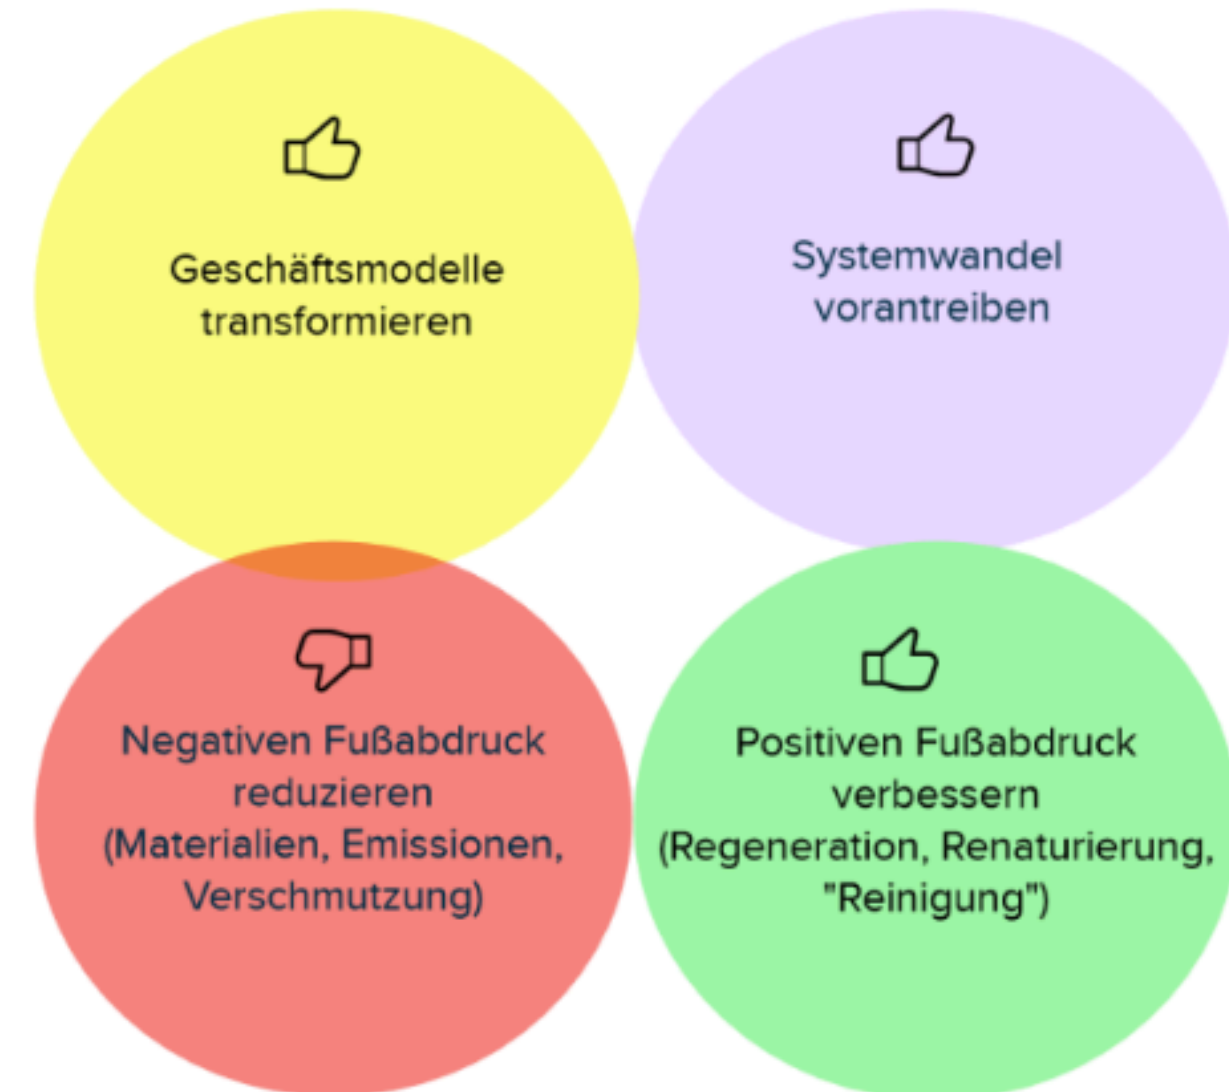 Geschäftsmodelle
transformieren
Systemwandel
vorantreiben
Negativen Fußabdruck
reduzieren
(Materialien, Emissionen,
Verschmutzung)
Positiven Fußabdruck
verbessern
(Regeneration, Renaturierung,
"Reinigung")